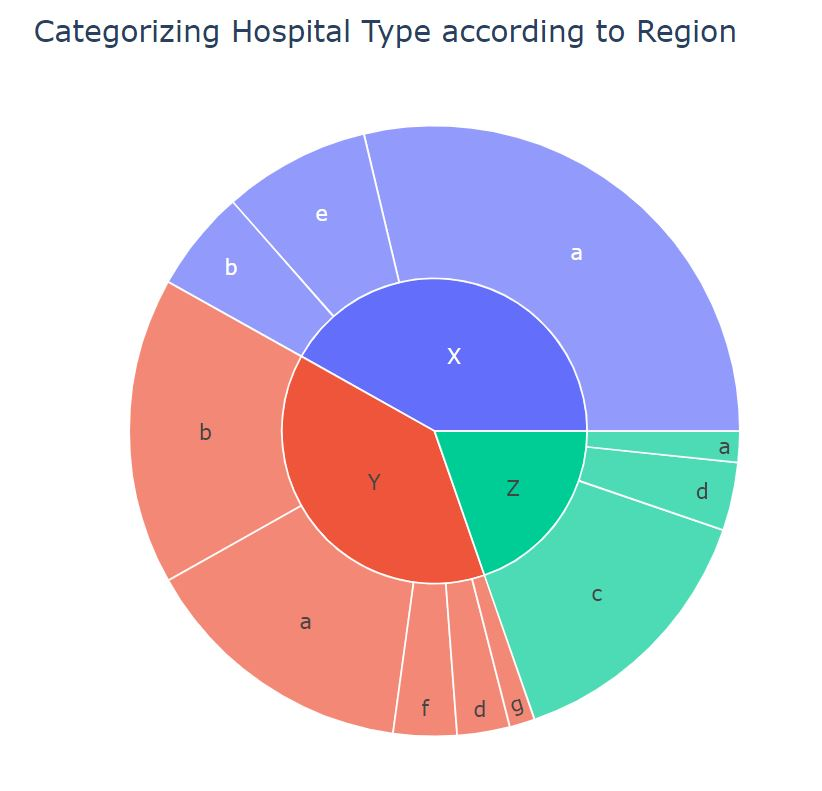 Categorizing Hospital Type according to Region
e
a
b
X
b
a
Y
Z
d
c
a
f
d
g